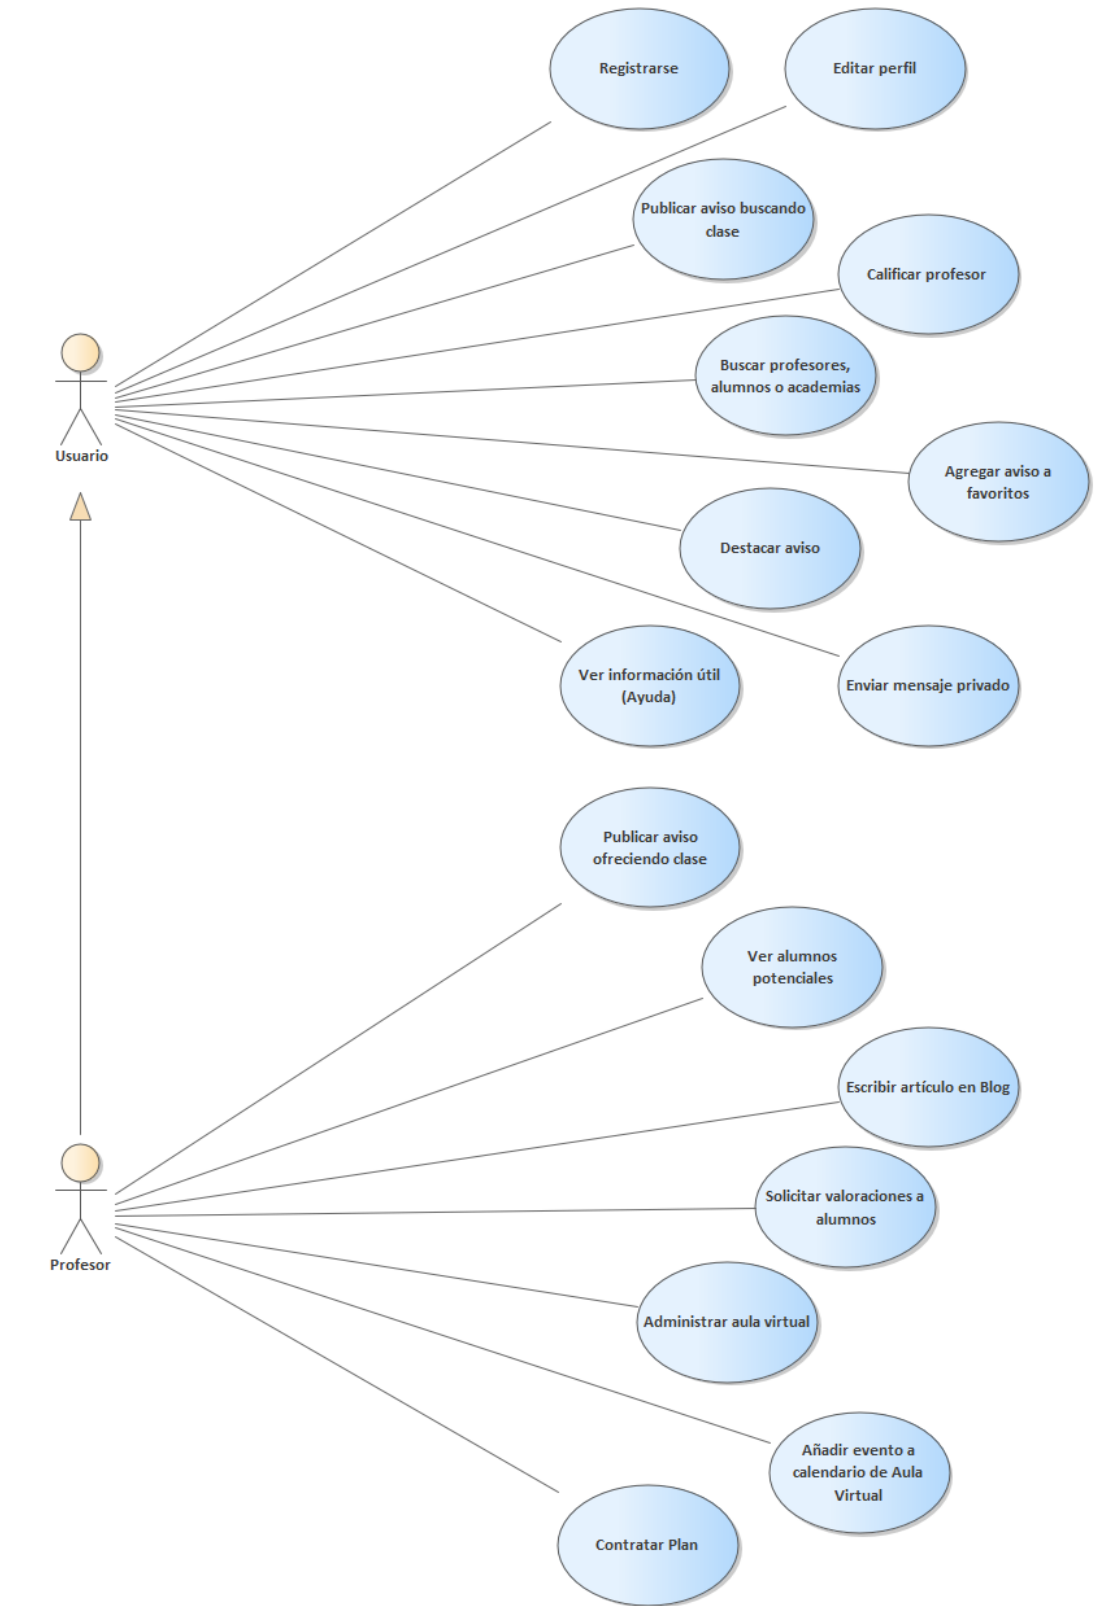 Registrarse
Editar perfil
Publicar aviso buscando
clase
Calificar profesor
Buscar profesores,
alumnos o academias
Usuario
Agregar aviso a
favoritos
Destacar aviso
Ver información útil
(Ayuda)
Enviar mensaje privado
Publicar aviso
ofreciendo clase
Ver alumnos
potenciales
Escribir artículo en Blog
Solicitar valoraciones a
alumnos
Profesor
Administrar aula virtual
Añadir evento a
calendario de Aula
Virtual
Contratar Plan